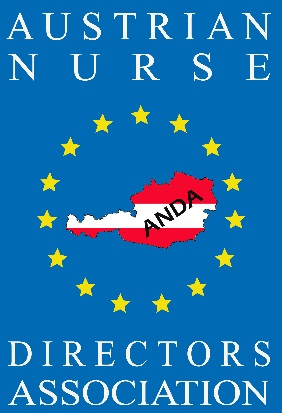 AUSTRIAN
NURSE
ANDA
DIRECTORS
ASSOCIATION